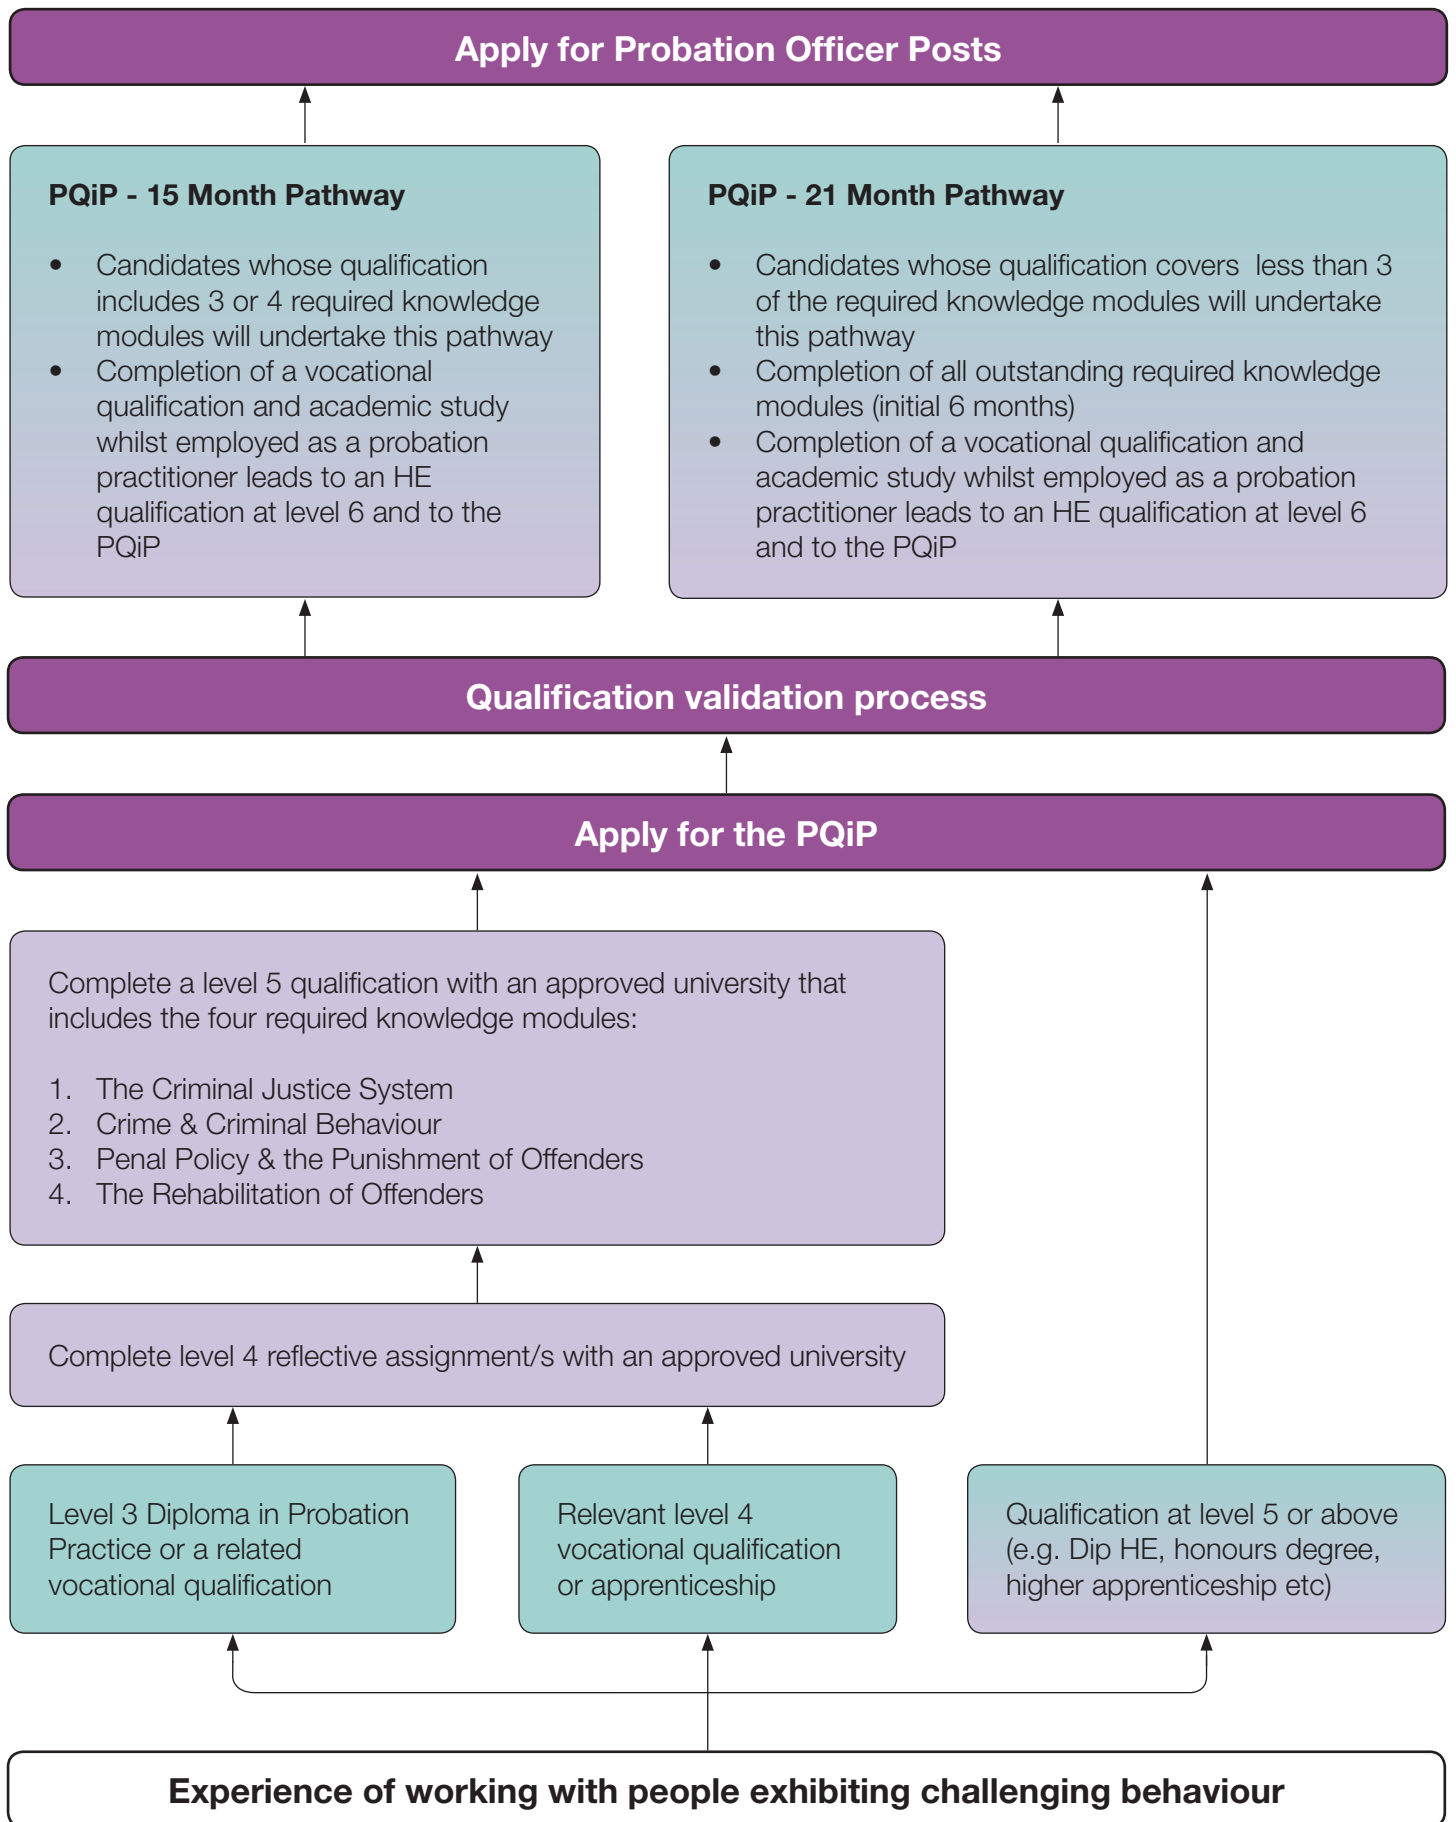 Apply for Probation Officer Posts
PQiP - 15 Month Pathway
• Candidates whose qualification
includes 3 or 4 required knowledge
modules will undertake this pathway
• Completion of a vocational
qualification and academic study
whilst employed as a probation
practitioner leads to an HE
qualification at level 6 and to the
PQiP
PQiP - 21 Month Pathway
• Candidates whose qualification covers less than 3
of the required knowledge modules will undertake
this pathway
• Completion of all outstanding required knowledge
modules (initial 6 months)
• Completion of a vocational qualification and
academic study whilst employed as a probation
practitioner leads to an HE qualification at level 6
and to the PQiP
Qualification validation process
Apply for the PQiP
Complete a level 5 qualification with an approved university that
includes the four required knowledge modules:
1. The Criminal Justice System
2. Crime & Criminal Behaviour
3. Penal Policy & the Punishment of Offenders
4. The Rehabilitation of Offenders
Complete level 4 reflective assignment/s with an approved university
Level 3 Diploma in Probation
Practice or a related
vocational qualification
Relevant level 4
vocational qualification
or apprenticeship
Qualification at level 5 or above
(e.g. Dip HE, honours degree,
higher apprenticeship etc)
Experience of working with people exhibiting challenging behaviour